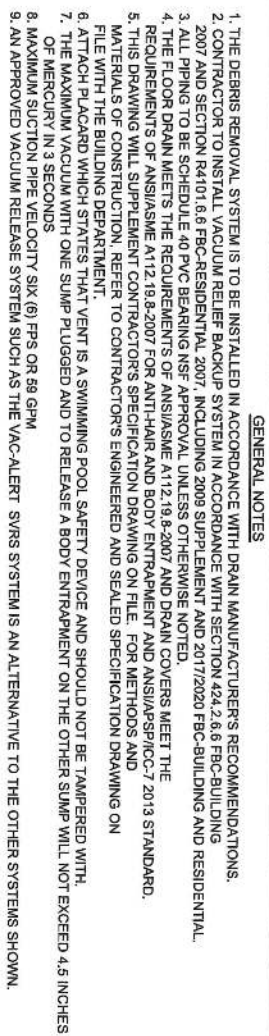 GENERAL NOTES
1. THE DEBRIS REMOVAL SYSTEM IS TO BE INSTALLED IN ACCORDANCE WITH DRAIN MANUFACTURER'S RECOMMENDATIONS.
2. CONTRACTOR TO INSTALL VACUUM RELIEF BACKUP SYSTEM IN ACCORDANCE WITH SECTION 424.2.6.6 FBC-BUILDING
2007 AND SECTION R4101.6.6 FBC-RESIDENTIAL 2007, INCLUDING 2009 SUPPLEMENT AND 2017/2020 FBC-BUILDING AND RESIDENTIAL.
3. ALL PIPING TO BE SCHEDULE 40 PVC BEARING NSF APPROVAL UNLESS OTHERWISE NOTED.
4. THE FLOOR DRAIN MEETS THE REQUIREMENTS OF ANSI/ASME A112.19.8-2007 AND DRAIN COVERS MEET THE
REQUIREMENTS OF ANSI/ASME A112.19.8-2007 FOR ANTI-HAIR AND BODY ENTRAPMENT AND ANSI/APSP/ICC-7 2013 STANDARD.
5. THIS DRAWING WILL SUPPLEMENT CONTRACTOR'S SPECIFICATION DRAWING ON FILE. FOR METHODS AND
MATERIALS OF CONSTRUCTION, REFER TO CONTRACTOR'S ENGINEERED AND SEALED SPECIFICATION DRAWING ON
FILE WITH THE BUILDING DEPARTMENT.
6. ATTACH PLACARD WHICH STATES THAT VENT IS A SWIMMING POOL SAFETY DEVICE AND SHOULD NOT BE TAMPERED WITH.
7. THE MAXIMUM VACUUM WITH ONE SUMP PLUGGED AND TO RELEASE A BODY ENTRAPMENT ON THE OTHER SUMP WILL NOT EXCEED 4.5 INCHES
OF MERCURY IN 3 SECONDS
8. MAXIMUM SUCTION PIPE VELOCITY SIX (6) FPS OR 59 GPM
9. AN APPROVED VACUUM RELEASE SYSTEM SUCH AS THE VAC-ALERT SVRS SYSTEM IS AN ALTERNATIVE TO THE OTHER SYSTEMS SHOWN.